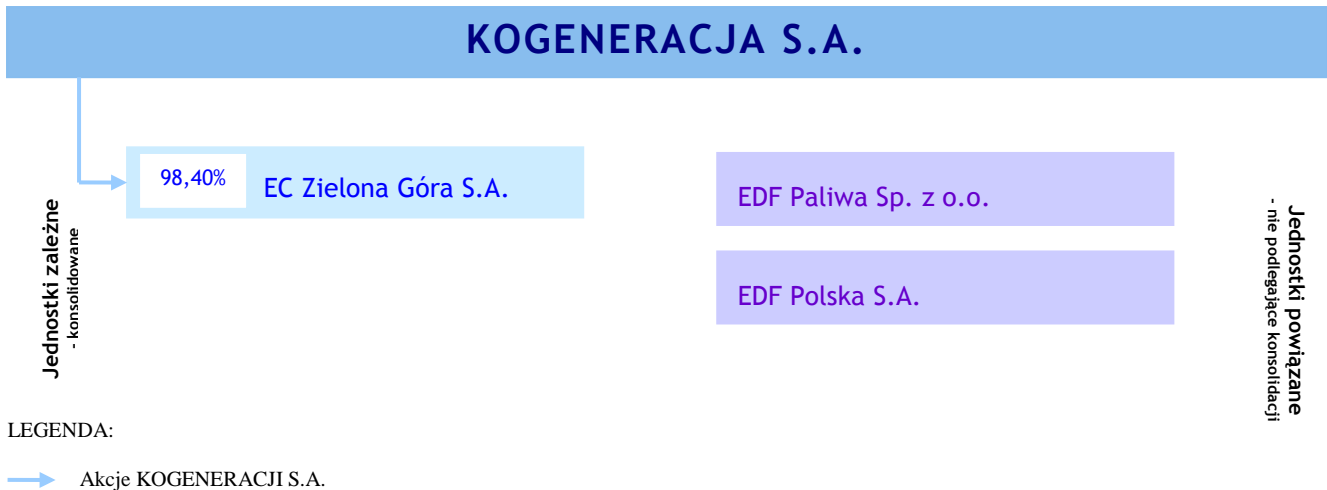 KOGENERACJA S.A.
98,40%
EC Zielona Góra S.A.
EDF Paliwa Sp. z o.o.
EDF Polska S.A.
Jednostki zależne
- konsolidowane
Jednostki powiązane
- nie podlegające konsolidacji
LEGENDA:
Akcje KOGENERACJI S.A.